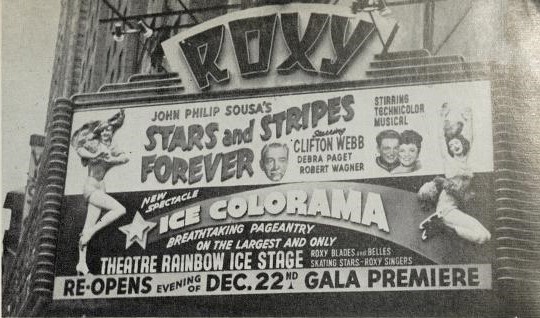 ROXY
JOHN PHILIP SOUSA'S
STARS and STRIPES
FOREVER
Starring
CLIFTON WEBB
DEBRA PAGET
ROBERT WAGNER
STIRRING
TECHNICOLOR
MUSICAL
NEW
SPECTACLE
ICE COLORAMA
BREATHTAKING PAGEANTRY
ON THE LARGEST AND ONLY
THEATRE RAINBOW ICE STAGE
ROXY BLADES and BELLES
SKATING STARS - ROXY SINGERS
RE-OPENS EVENING OF DEC. 22ND GALA PREMIERE